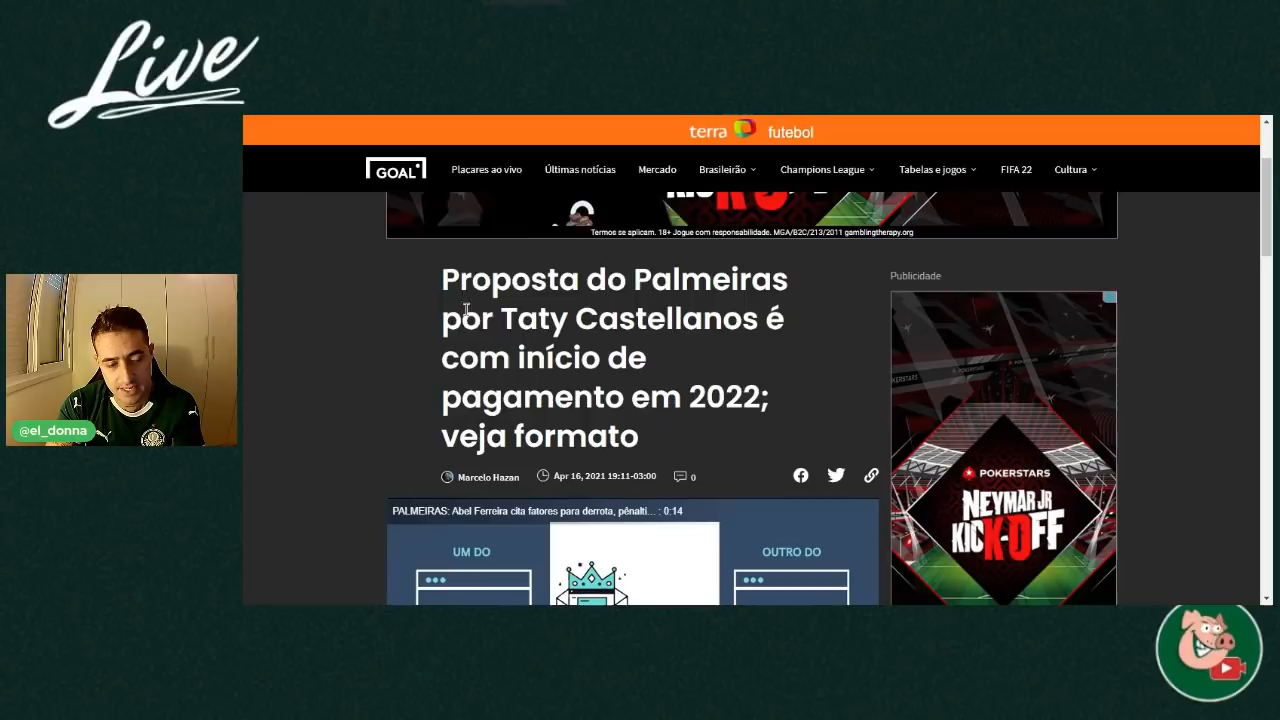 Live
terra futebol
GOAL
Placares ao vivo Últimas notícias Mercado Brasileirão Champions League Tabelas e jogos FIFA 22 Cultura
Termos se aplicam. 18+ Jogue com responsabilidade. MGA/B2C/213/2011 gamblingtherapy.org
Proposta do Palmeiras
por Taty Castellanos é
com início de
pagamento em 2022;
veja formato
Marcelo Hazan Apr 16, 2021 19:11-03:00 0
PALMEIRAS: Abel Ferreira cita fatores para derrota, pênalti... : 0:14
UM DO
OUTRO DO
Publicidade
POKERSTARS
NEYMAR JR
KICK-OFF
@el_donna